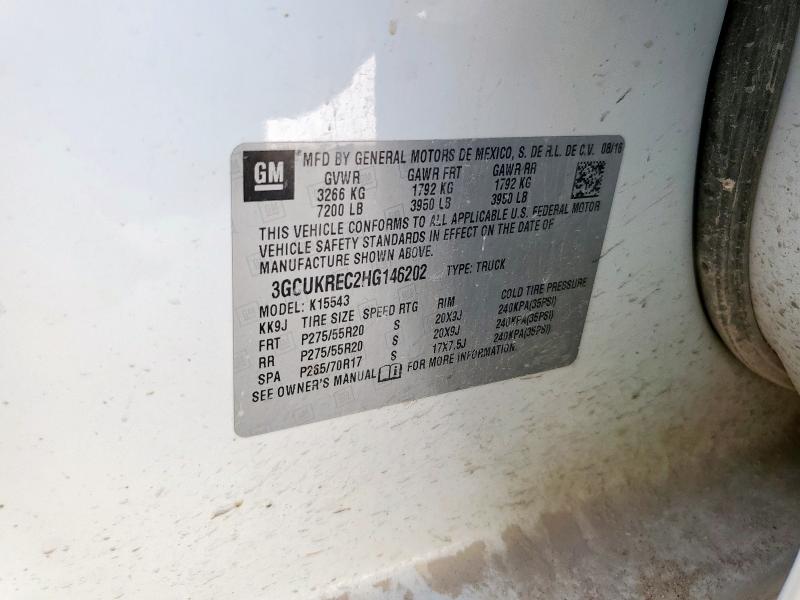 GM
MFD BY GENERAL MOTORS DE MEXICO, S. DE R.L. DE C.V. 08/16
GVWR GAWR FRT GAWR RR
3266 KG 1792 KG 1792 KG
7200 LB 3950 LB 3950 LB
THIS VEHICLE CONFORMS TO ALL APPLICABLE U.S. FEDERAL MOTOR
VEHICLE SAFETY STANDARDS IN EFFECT ON THE DATE OF
MANUFACTURE SHOWN ABOVE.
3GCUKREC2HG146202 TYPE: TRUCK
MODEL: K15543
KK9J TIRE SIZE SPEED RTG RIM COLD TIRE PRESSURE
FRT P275/55R20 S 20X9J 240KPA(35PSI)
RR P275/55R20 S 20X9J 240KPA(35PSI)
SPA P265/70R17 S 17X7.5J 240KPA(35PSI)
SEE OWNER'S MANUAL FOR MORE INFORMATION.